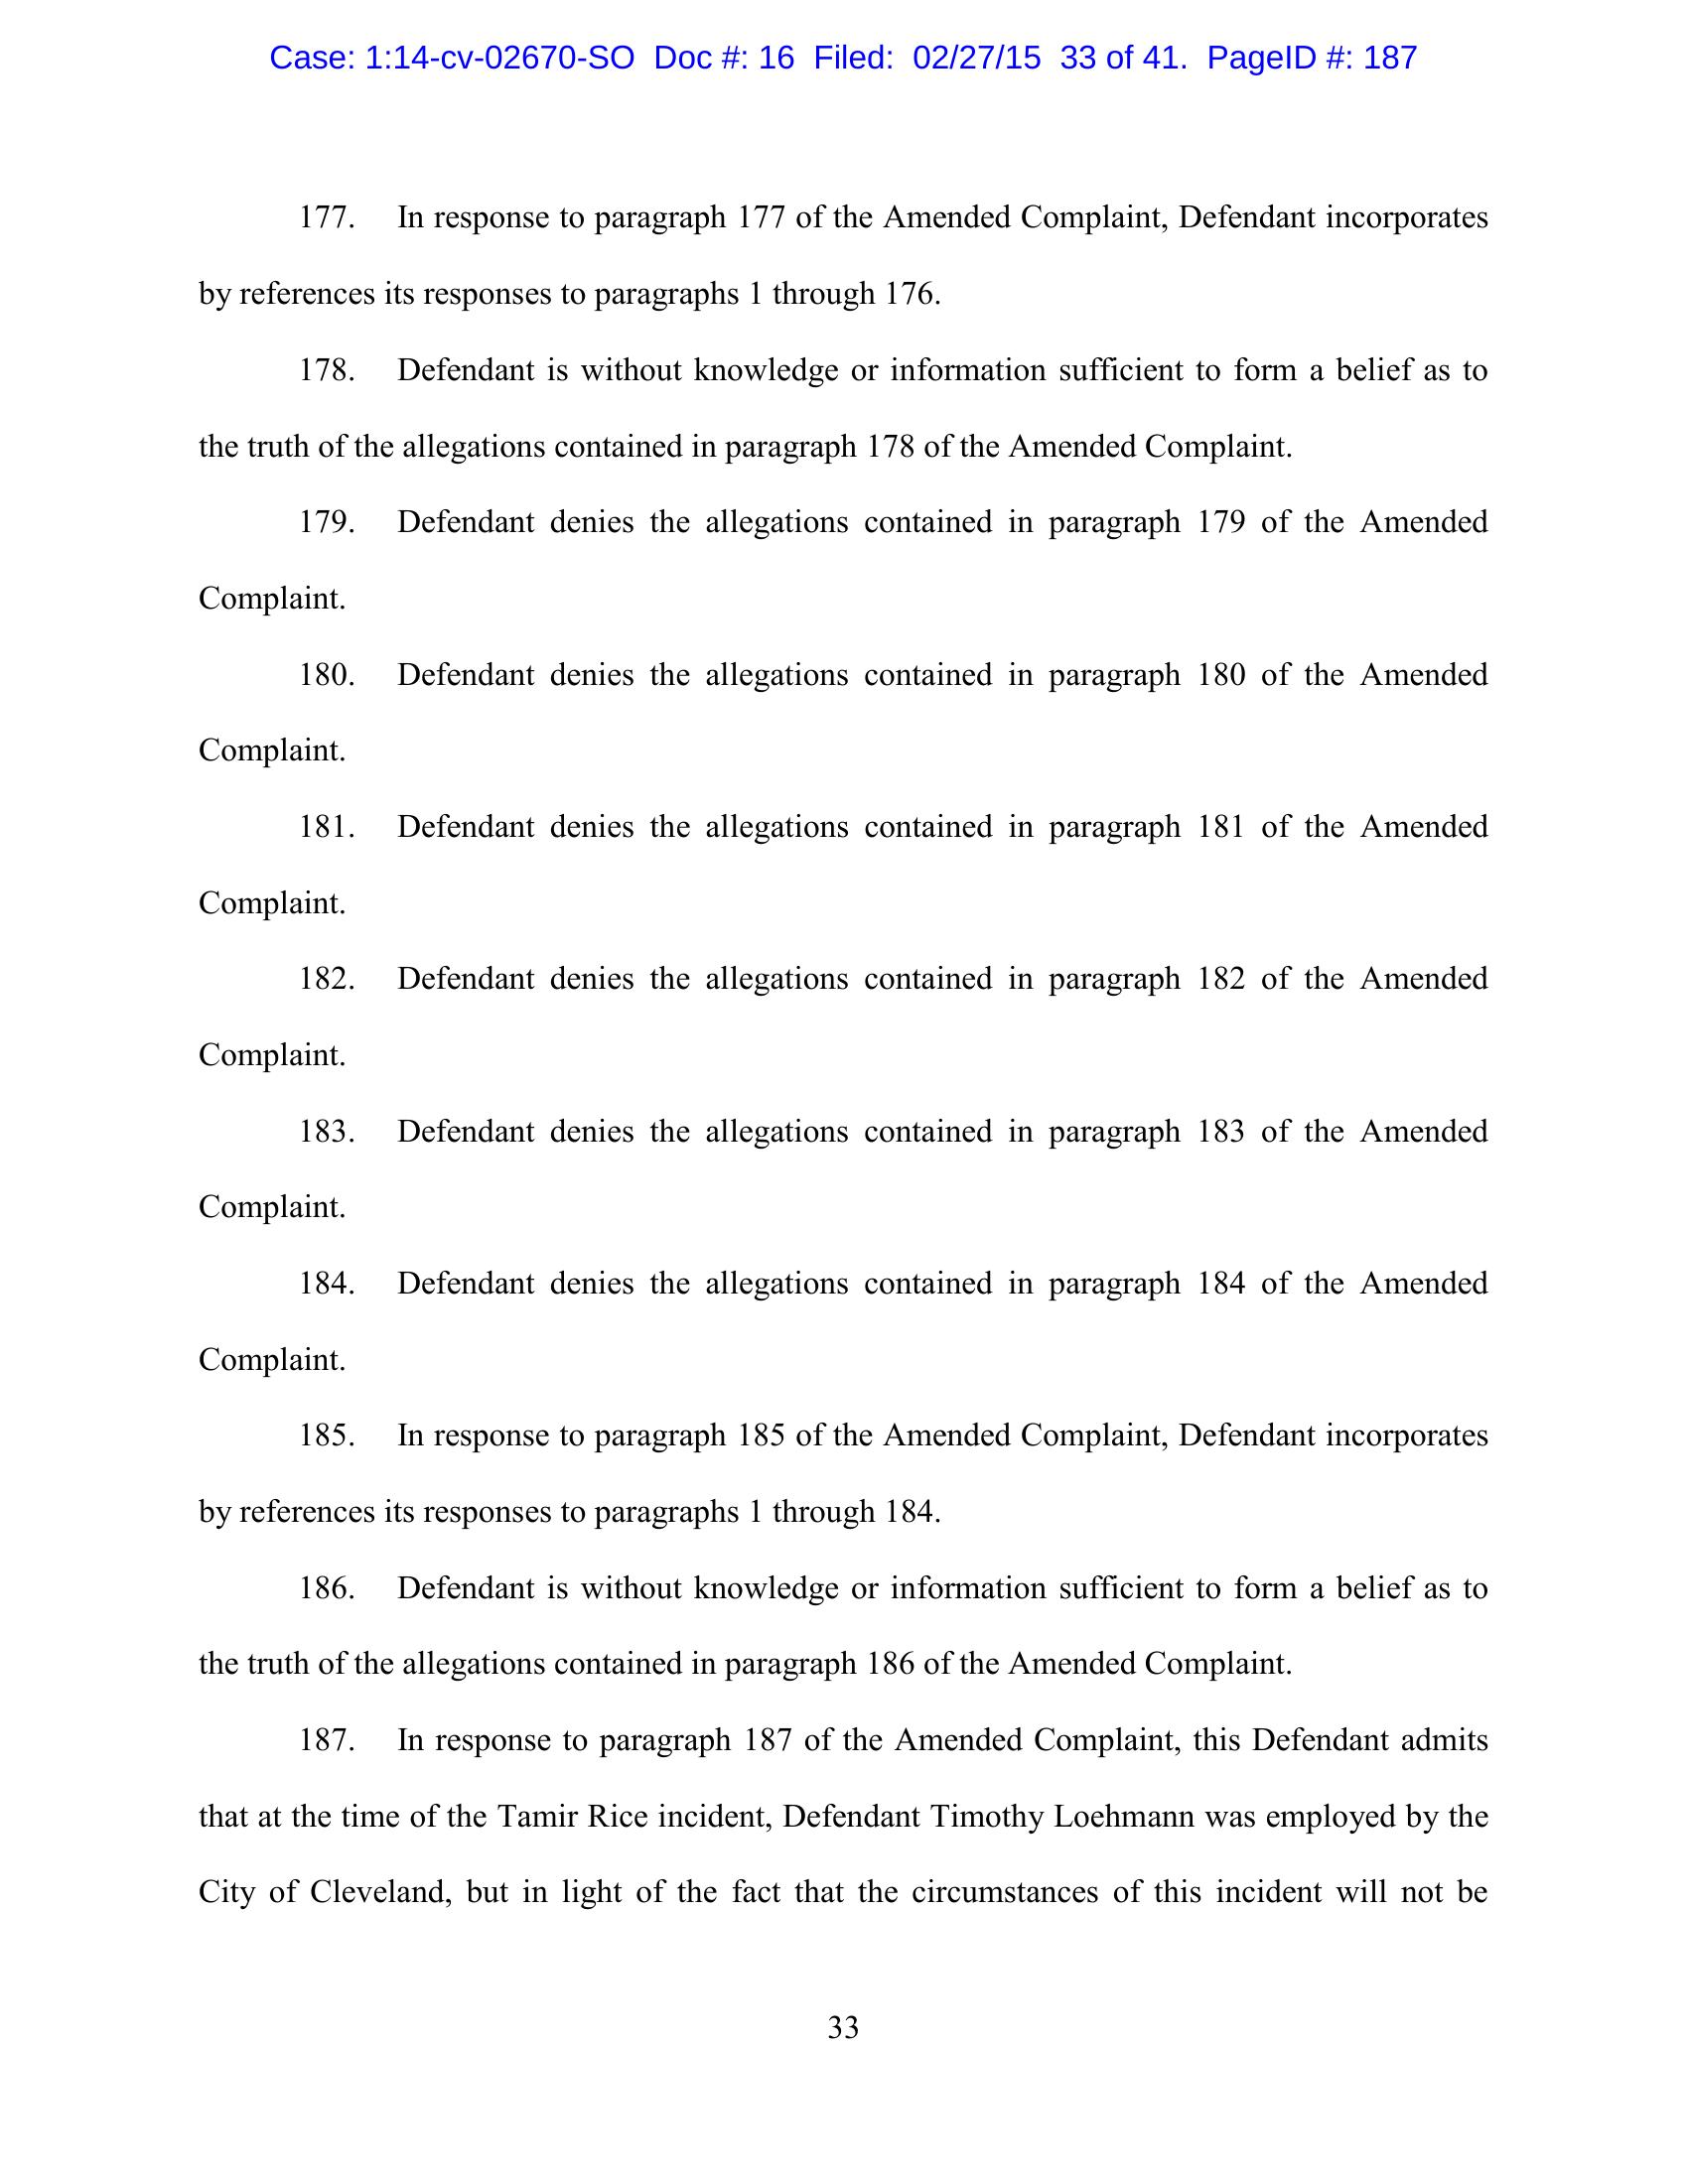 Case: 1:14-cv-02670-SO Doc #: 16 Filed: 02/27/15 33 of 41. PageID #: 187
177. In response to paragraph 177 of the Amended Complaint, Defendant incorporates
by references its responses to paragraphs 1 through 176.
178. Defendant is without knowledge or information sufficient to form a belief as to
the truth of the allegations contained in paragraph 178 of the Amended Complaint.
179. Defendant denies the allegations contained in paragraph 179 of the Amended
Complaint.
180. Defendant denies the allegations contained in paragraph 180 of the Amended
Complaint.
181. Defendant denies the allegations contained in paragraph 181 of the Amended
Complaint.
182. Defendant denies the allegations contained in paragraph 182 of the Amended
Complaint.
183. Defendant denies the allegations contained in paragraph 183 of the Amended
Complaint.
184. Defendant denies the allegations contained in paragraph 184 of the Amended
Complaint.
185. In response to paragraph 185 of the Amended Complaint, Defendant incorporates
by references its responses to paragraphs 1 through 184.
186. Defendant is without knowledge or information sufficient to form a belief as to
the truth of the allegations contained in paragraph 186 of the Amended Complaint.
187. In response to paragraph 187 of the Amended Complaint, this Defendant admits
that at the time of the Tamir Rice incident, Defendant Timothy Loehmann was employed by the
City of Cleveland, but in light of the fact that the circumstances of this incident will not be
33